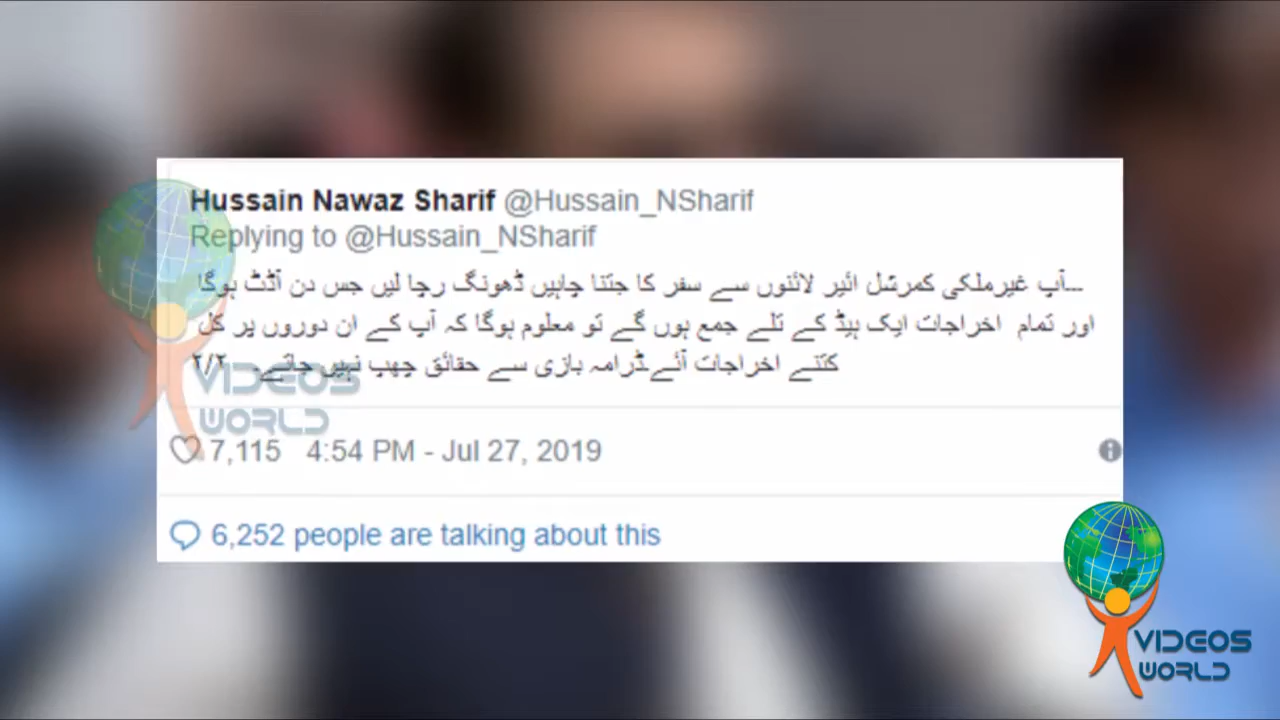 Hussain Nawaz Sharif @Hussain_NSharif
Replying to @Hussain_NSharif
...آپ غیرملکی کمرشل ائیر لائنوں سے سفر کا جتنا چاہیں ڈھونگ رچا لیں جس دن آڈٹ ہوگا
اور تمام اخراجات ایک ہیڈ کے تلے جمع ہوں گے تو معلوم ہوگا کہ آپ کے ان دوروں پر کل
کتنے اخراجات آئے۔ڈرامہ بازی سے حقائق چھپ نہیں جاتے۔ ۲/۲
VIDEOS
WORLD
7,115 4:54 PM - Jul 27, 2019
6,252 people are talking about this
VIDEOS
WORLD